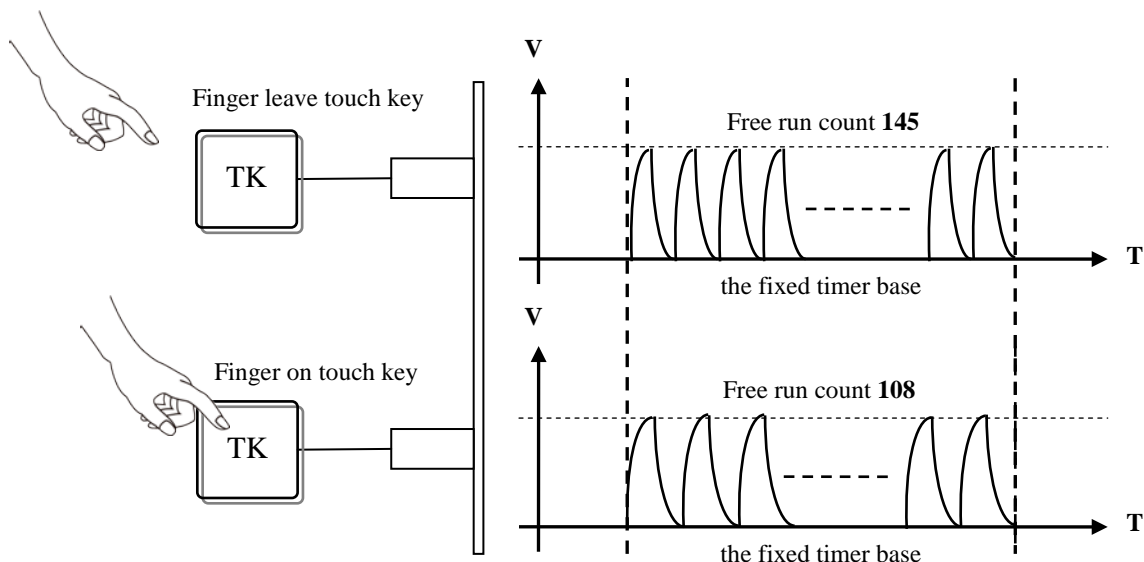 V
Finger leave touch key
Free run count 145
TK
T
the fixed timer base
V
Finger on touch key
Free run count 108
TK
T
the fixed timer base